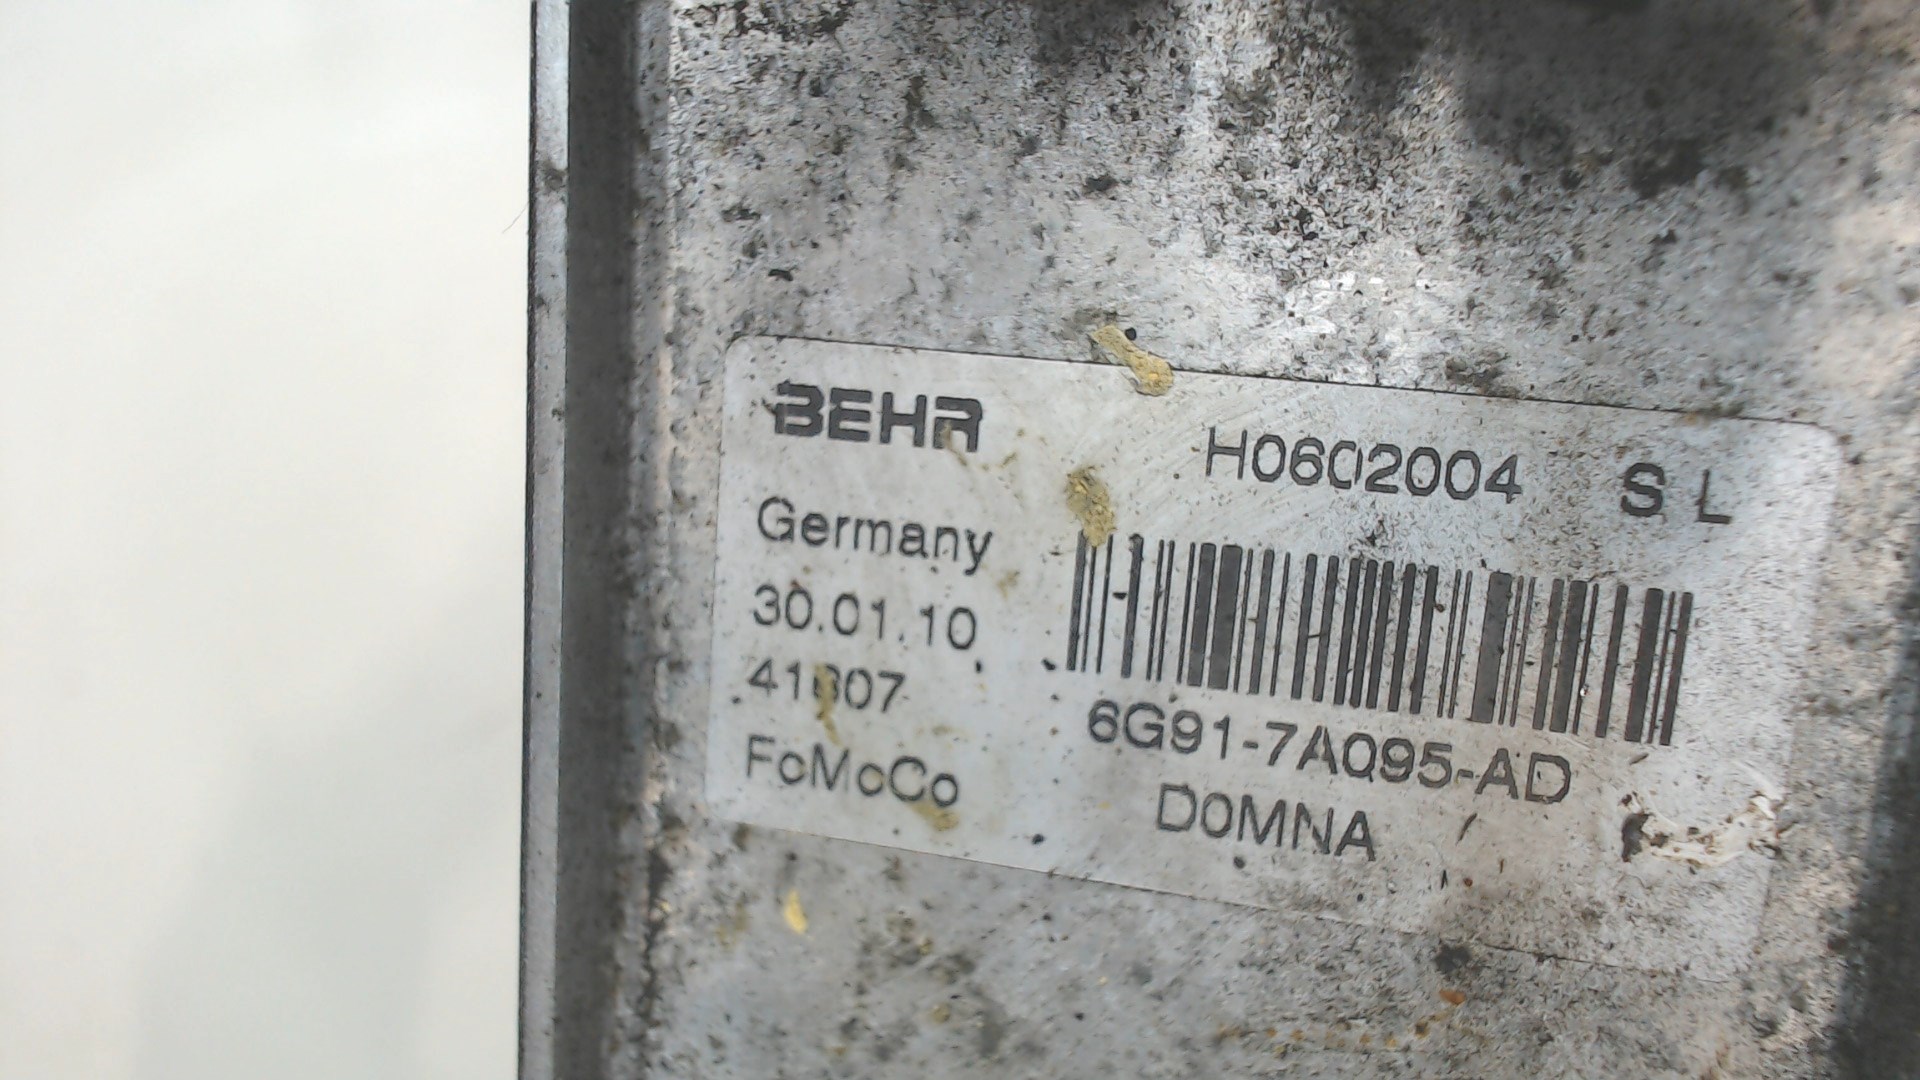 BEHR H0602004 S L
Germany
30.01.10
FoMoCo
6G91-7A095-AD
D0MNA